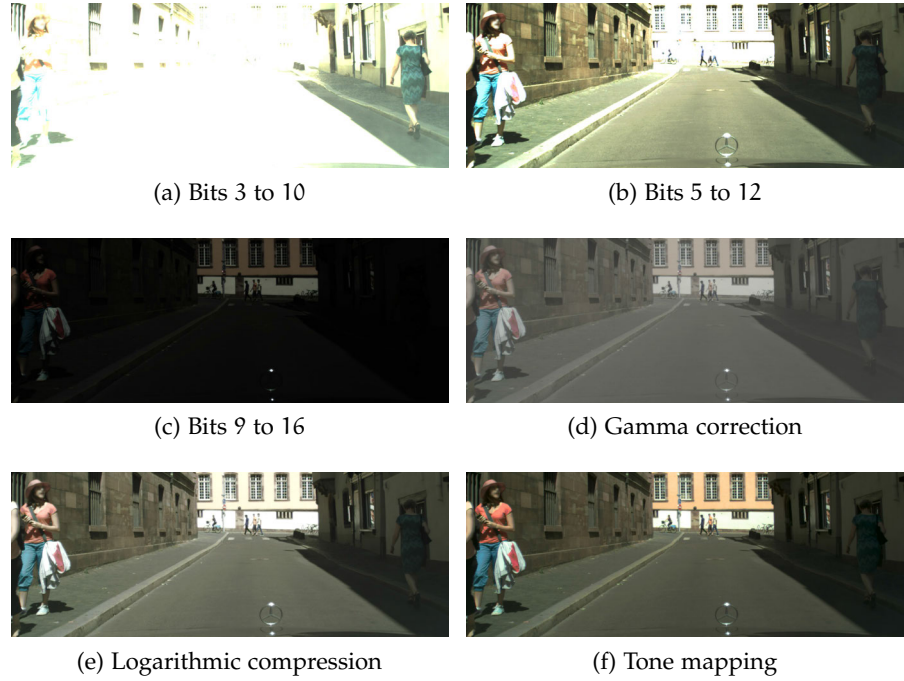 (a) Bits 3 to 10
(b) Bits 5 to 12
(c) Bits 9 to 16
(d) Gamma correction
(e) Logarithmic compression
(f) Tone mapping